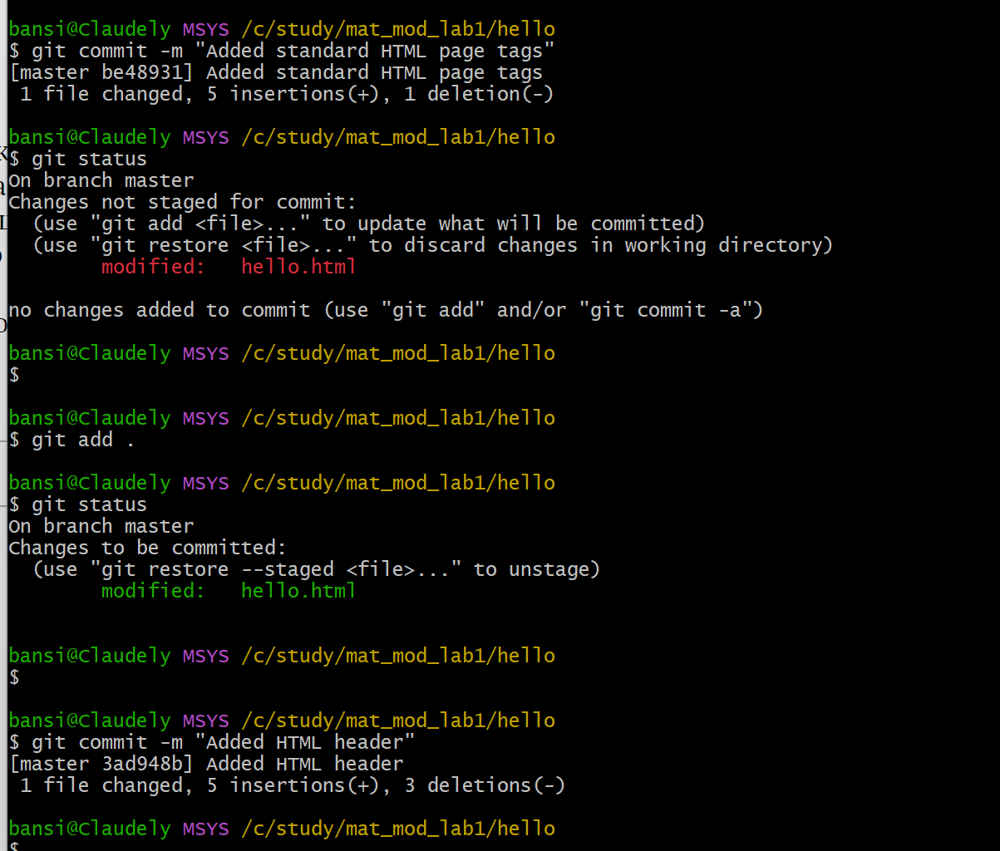 bansi@Claudely MSYS /c/study/mat_mod_lab1/hello
$ git commit -m "Added standard HTML page tags"
[master be48931] Added standard HTML page tags
 1 file changed, 5 insertions(+), 1 deletion(-)
bansi@Claudely MSYS /c/study/mat_mod_lab1/hello
$ git status
On branch master
Changes not staged for commit:
  (use "git add <file>..." to update what will be committed)
  (use "git restore <file>..." to discard changes in working directory)
        modified:   hello.html
no changes added to commit (use "git add" and/or "git commit -a")
bansi@Claudely MSYS /c/study/mat_mod_lab1/hello
$
bansi@Claudely MSYS /c/study/mat_mod_lab1/hello
$ git add .
bansi@Claudely MSYS /c/study/mat_mod_lab1/hello
$ git status
On branch master
Changes to be committed:
  (use "git restore --staged <file>..." to unstage)
        modified:   hello.html
bansi@Claudely MSYS /c/study/mat_mod_lab1/hello
$
bansi@Claudely MSYS /c/study/mat_mod_lab1/hello
$ git commit -m "Added HTML header"
[master 3ad948b] Added HTML header
 1 file changed, 5 insertions(+), 3 deletions(-)
bansi@Claudely MSYS /c/study/mat_mod_lab1/hello
$